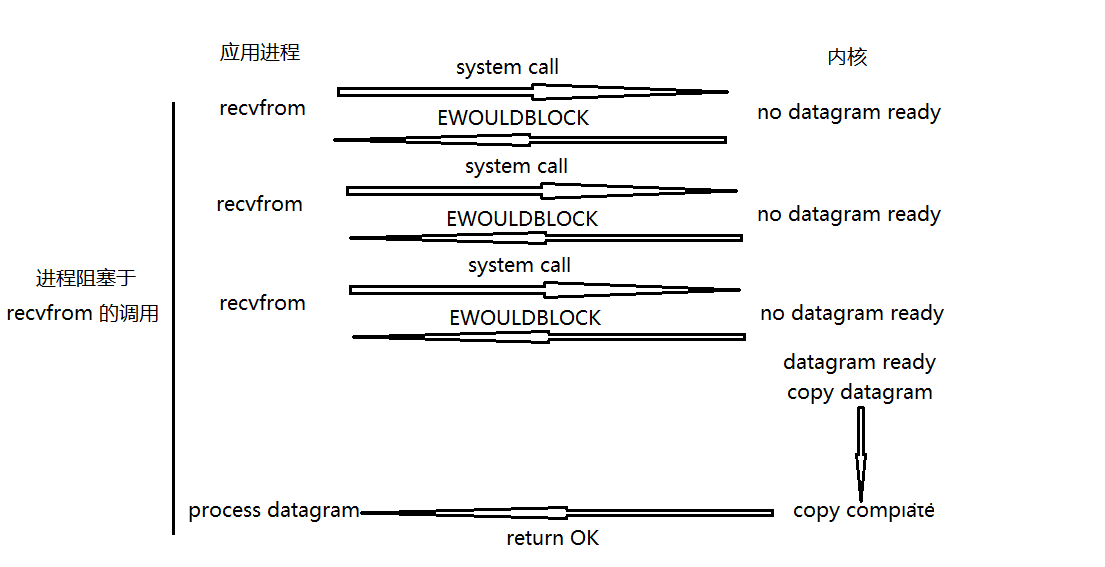 应用进程
内核
system call
recvfrom
no datagram ready
EWOULDBLOCK
system call
recvfrom
no datagram ready
EWOULDBLOCK
system call
进程阻塞于
recvfrom 的调用
recvfrom
no datagram ready
EWOULDBLOCK
datagram ready
copy datagram
process datagram
copy complate
return OK